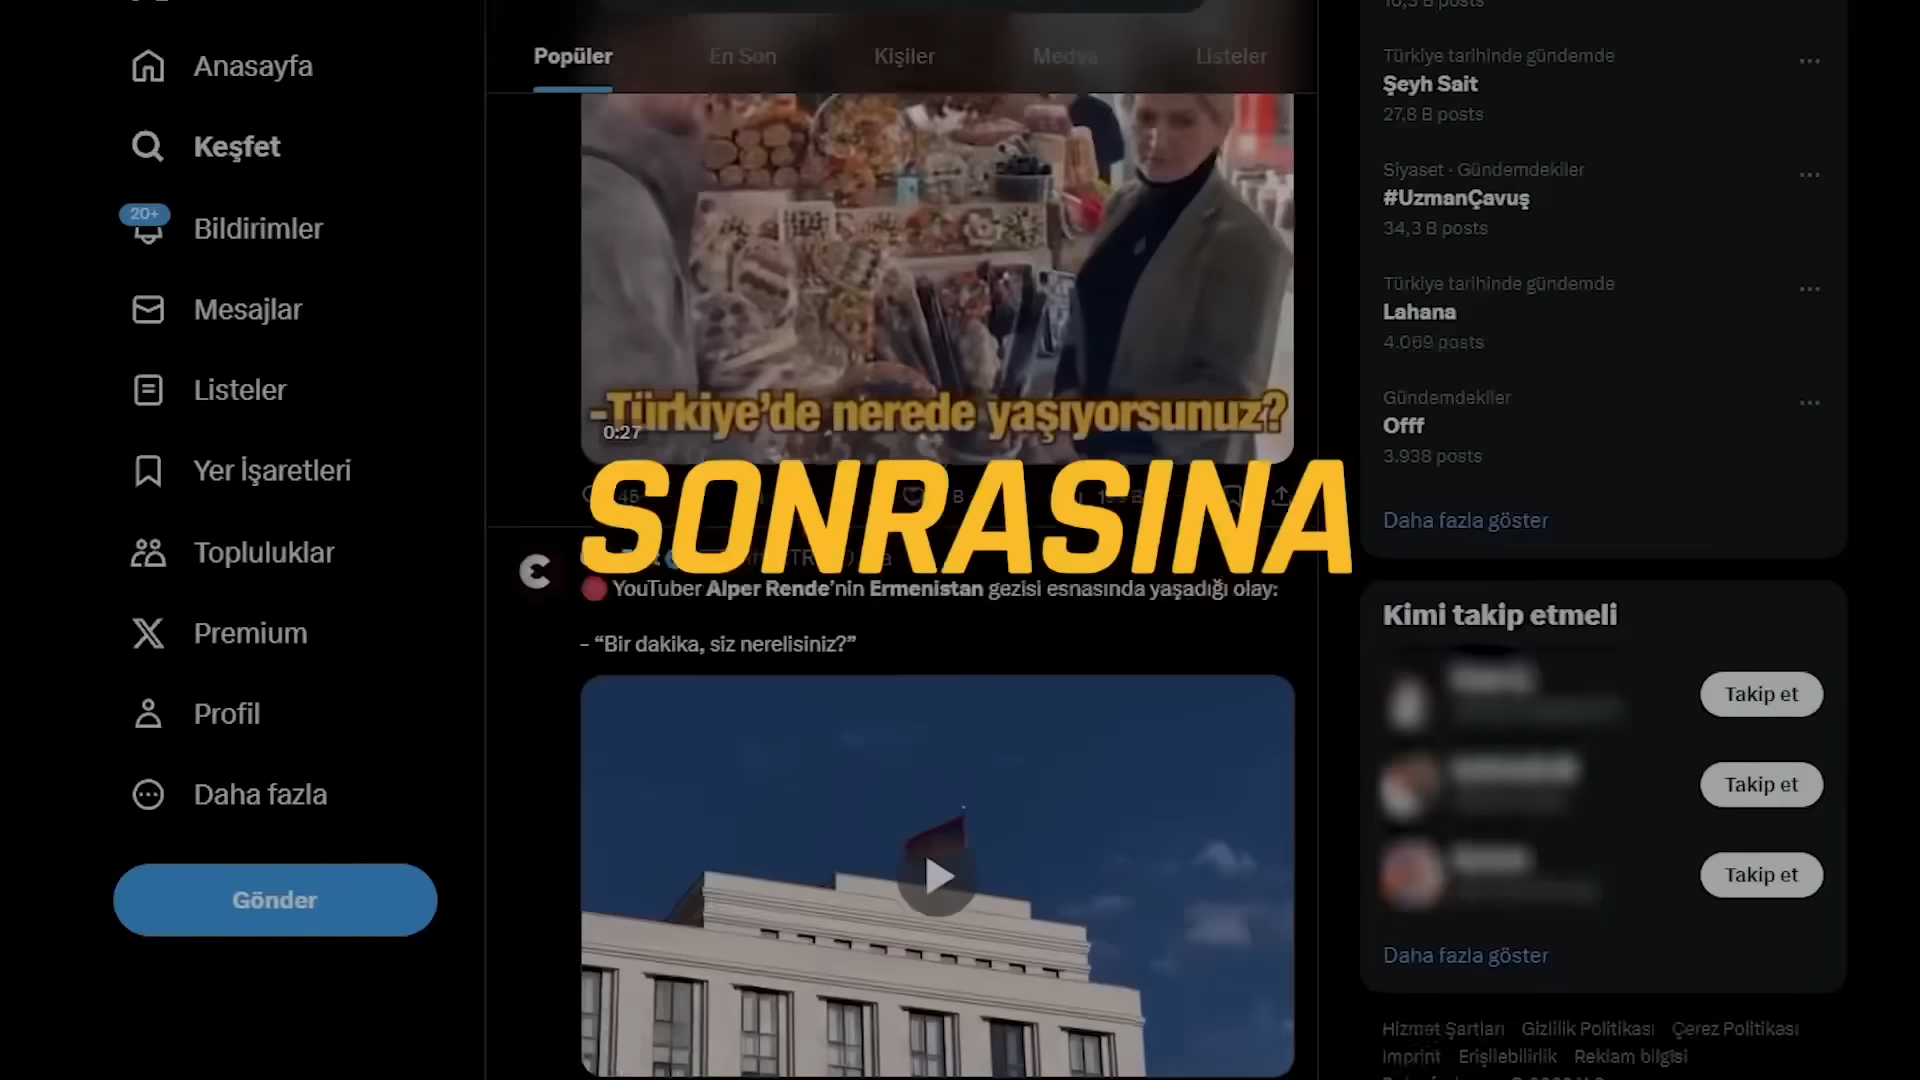 Anasayfa
Keşfet
20+
Bildirimler
Mesajlar
Listeler
Yer İşaretleri
Topluluklar
Premium
Profil
Daha fazla
Gönder
Popüler
En Son
Kişiler
Medya
Listeler
-Türkiye'de nerede yaşıyorsunuz?
0:27
SONRASINA
YouTuber Alper Rende'nin Ermenistan gezisi esnasında yaşadığı olay:
- “Bir dakika, siz nerelisiniz?”
Türkiye tarihinde gündemde
Şeyh Sait
27,8 B posts
Siyaset · Gündemdekiler
#UzmanÇavuş
34,3 B posts
Türkiye tarihinde gündemde
Lahana
4.069 posts
Gündemdekiler
Offf
3.938 posts
Daha fazla göster
Kimi takip etmeli
Takip et
Takip et
Takip et
Daha fazla göster
Hizmet Şartları Gizlilik Politikası Çerez Politikası
Imprint Erişilebilirlik Reklam bilgisi